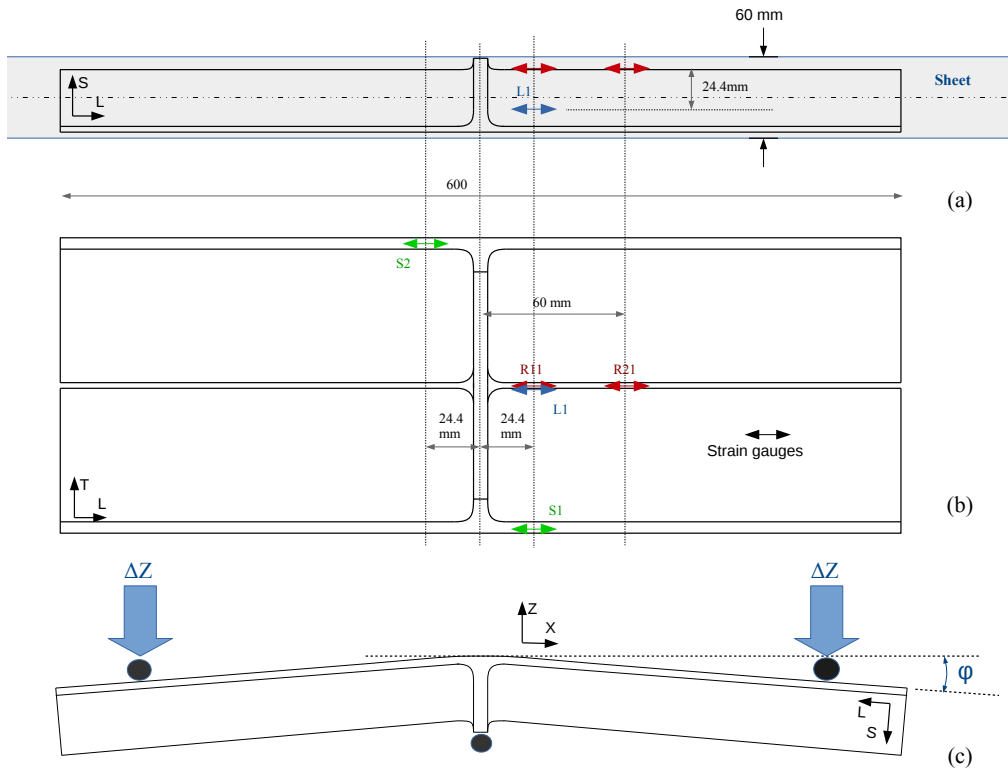 60 mm
S
L
L1
24.4mm
Sheet
600
(a)
S2
60 mm
R11
R21
L1
24.4
mm
24.4
mm
Strain gauges
T
L
S1
(b)
ΔZ
ΔZ
Z
X
φ
L
S
(c)